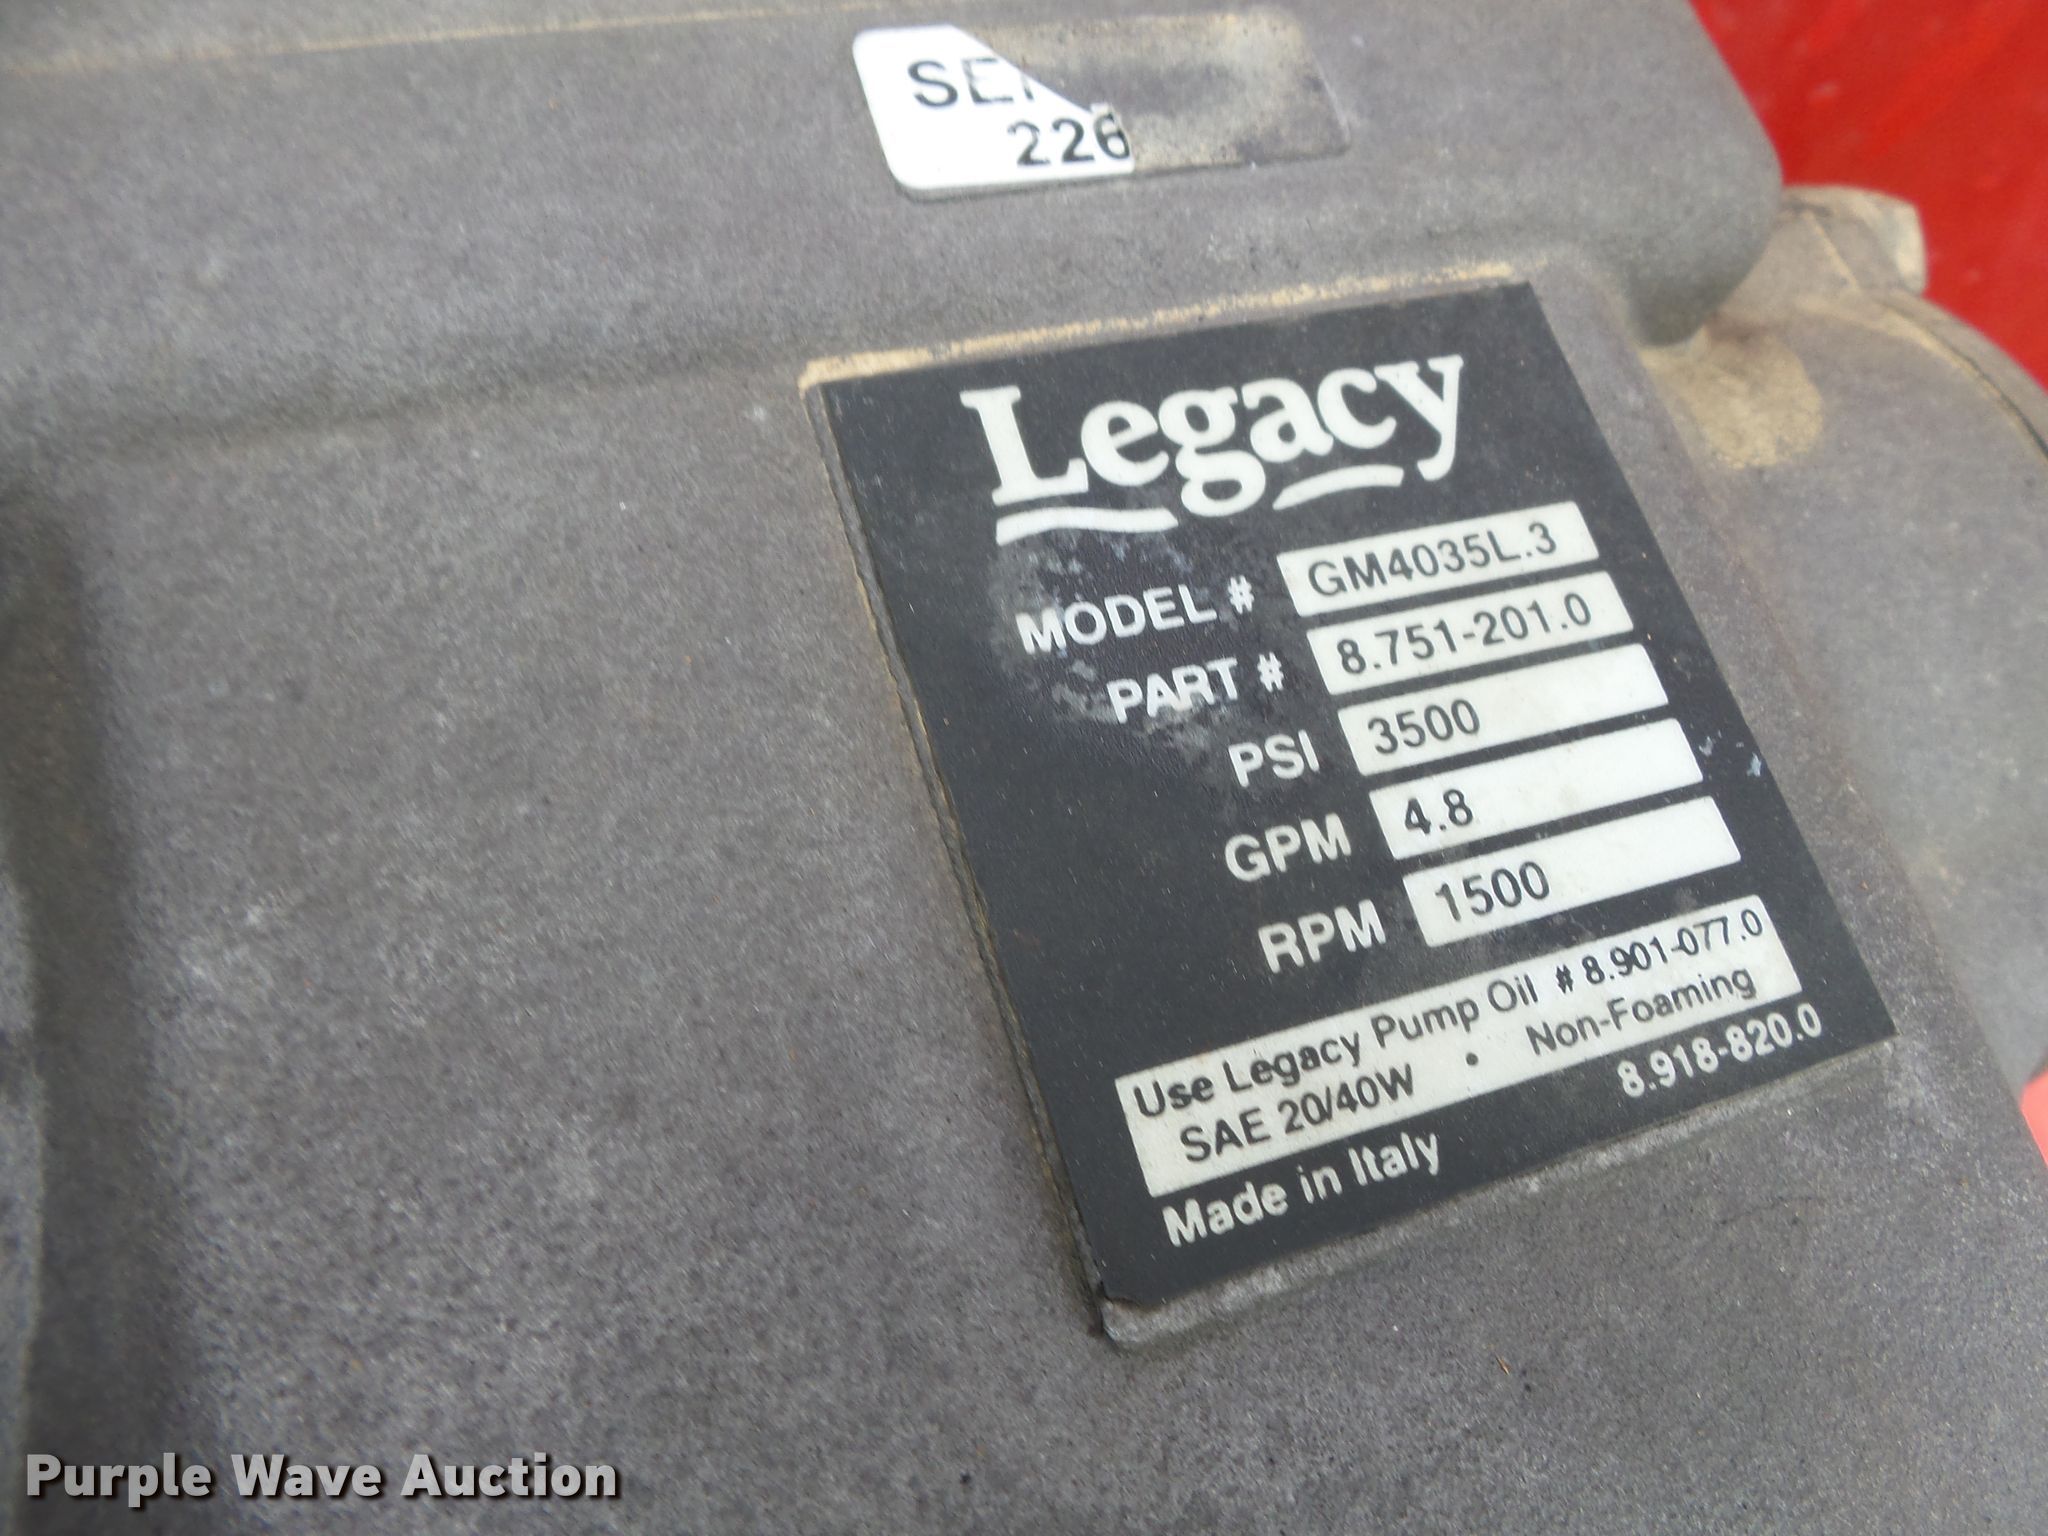 226
Legacy
MODEL # GM4035L.3
PART # 8.751-201.0
PSI 3500
GPM 4.8
RPM 1500
Use Legacy Pump Oil # 8.901-077.0
SAE 20/40W • Non-Foaming
Made in Italy 8.918-820.0
Purple Wave Auction